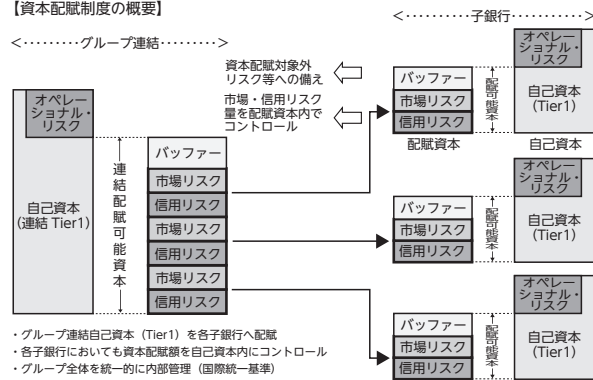 【資本配賦制度の概要】
<·········グループ連結·········>
<·········子銀行·········>
資本配賦対象外
リスク等への備え
市場・信用リスク
量を配賦資本内で
コントロール
オペレー
ショナル・
リスク
自己資本
(連結 Tier1)
連結配賦可能資本
バッファー
市場リスク
信用リスク
市場リスク
信用リスク
市場リスク
信用リスク
バッファー
市場リスク
信用リスク
配賦資本
配賦可能資本
オペレー
ショナル・
リスク
自己資本
(Tier1)
自己資本
バッファー
市場リスク
信用リスク
配賦可能資本
オペレー
ショナル・
リスク
自己資本
(Tier1)
バッファー
市場リスク
信用リスク
配賦可能資本
オペレー
ショナル・
リスク
自己資本
(Tier1)
・グループ連結自己資本（Tier1）を各子銀行へ配賦
・各子銀行においても資本配賦額を自己資本内にコントロール
・グループ全体を統一的に内部管理（国際統一基準）